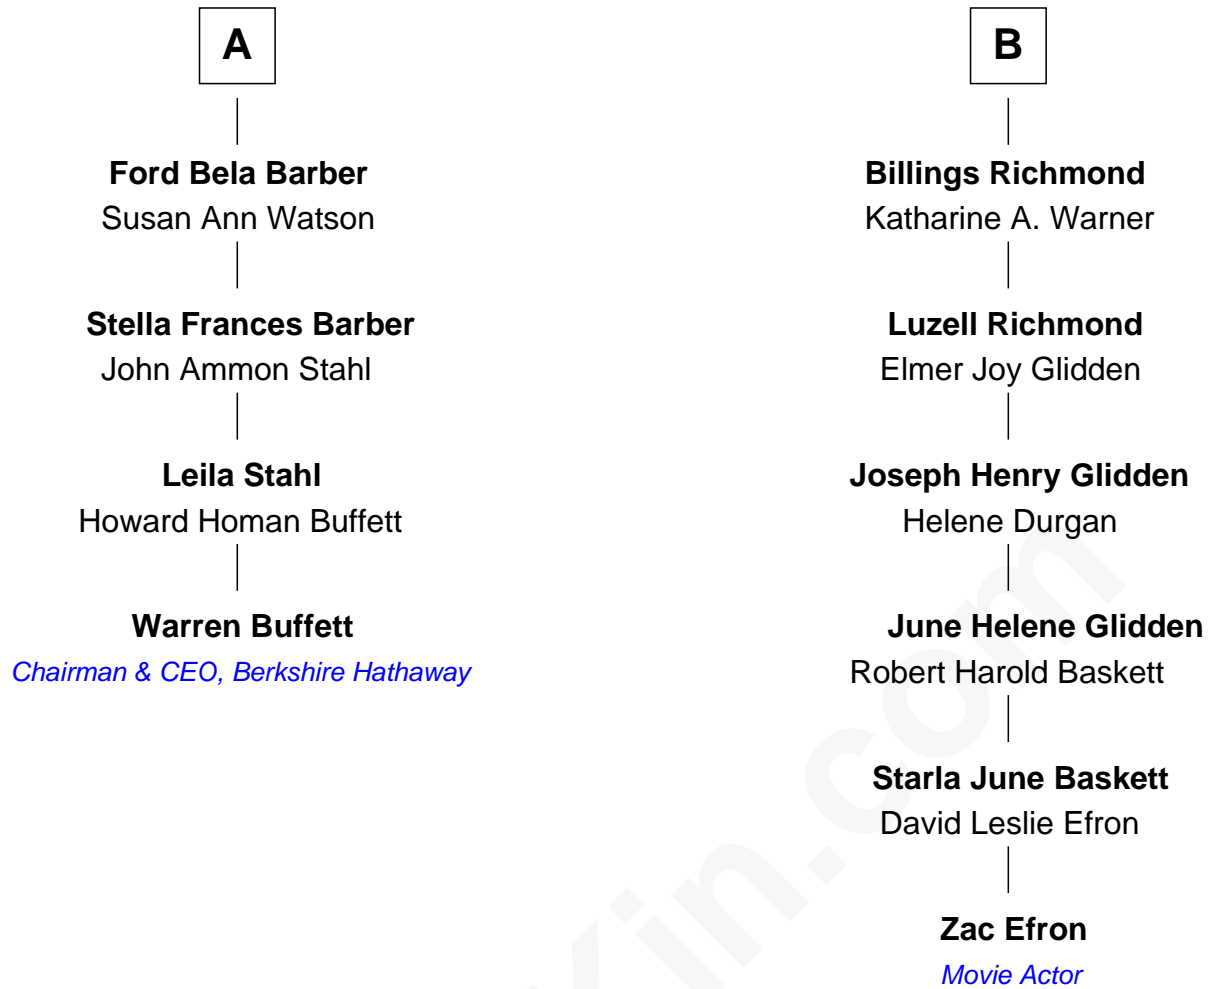 A
Ford Bela Barber
Susan Ann Watson
Stella Frances Barber
John Ammon Stahl
Leila Stahl
Howard Homan Buffett
Warren Buffett
Chairman & CEO, Berkshire Hathaway
B
Billings Richmond
Katharine A. Warner
Luzell Richmond
Elmer Joy Glidden
Joseph Henry Glidden
Helene Durgan
June Helene Glidden
Robert Harold Baskett
Starla June Baskett
David Leslie Efron
Zac Efron
Movie Actor
Kin.com